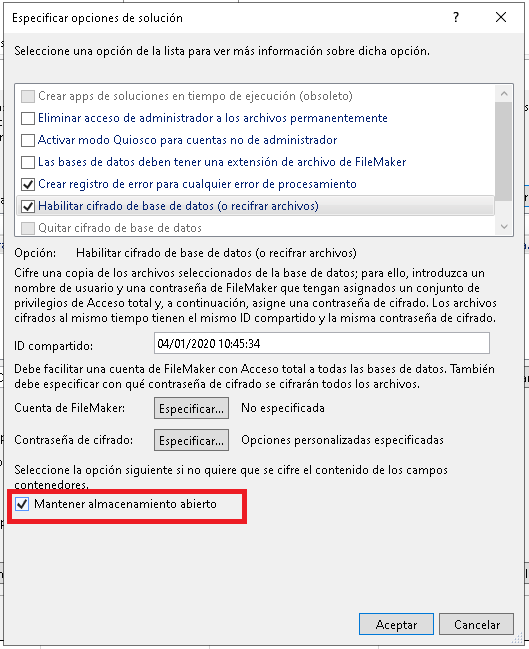 Especificar opciones de solución
?
Seleccione una opción de la lista para ver más información sobre dicha opción.
Crear apps de soluciones en tiempo de ejecución (obsoleto)
Eliminar acceso de administrador a los archivos permanentemente
Activar modo Quiosco para cuentas no de administrador
Las bases de datos deben tener una extensión de archivo de FileMaker
Crear registro de error para cualquier error de procesamiento
Habilitar cifrado de base de datos (o recifrar archivos)
Quitar cifrado de base de datos
Opción: Habilitar cifrado de base de datos (o recifrar archivos)
Cifre una copia de los archivos seleccionados de la base de datos; para ello, introduzca un
nombre de usuario y una contraseña de FileMaker que tengan asignados un conjunto de
privilegios de Acceso total y, a continuación, asigne una contraseña de cifrado. Los archivos
cifrados al mismo tiempo tienen el mismo ID compartido y la misma contraseña de cifrado.
ID compartido: 04/01/2020 10:45:34
Debe facilitar una cuenta de FileMaker con Acceso total a todas las bases de datos. También
debe especificar con qué contraseña de cifrado se cifrarán todos los archivos.
Cuenta de FileMaker: Especificar... No especificada
Contraseña de cifrado: Especificar... Opciones personalizadas especificadas
Seleccione la opción siguiente si no quiere que se cifre el contenido de los campos
contenedores.
Mantener almacenamiento abierto
Aceptar Cancelar